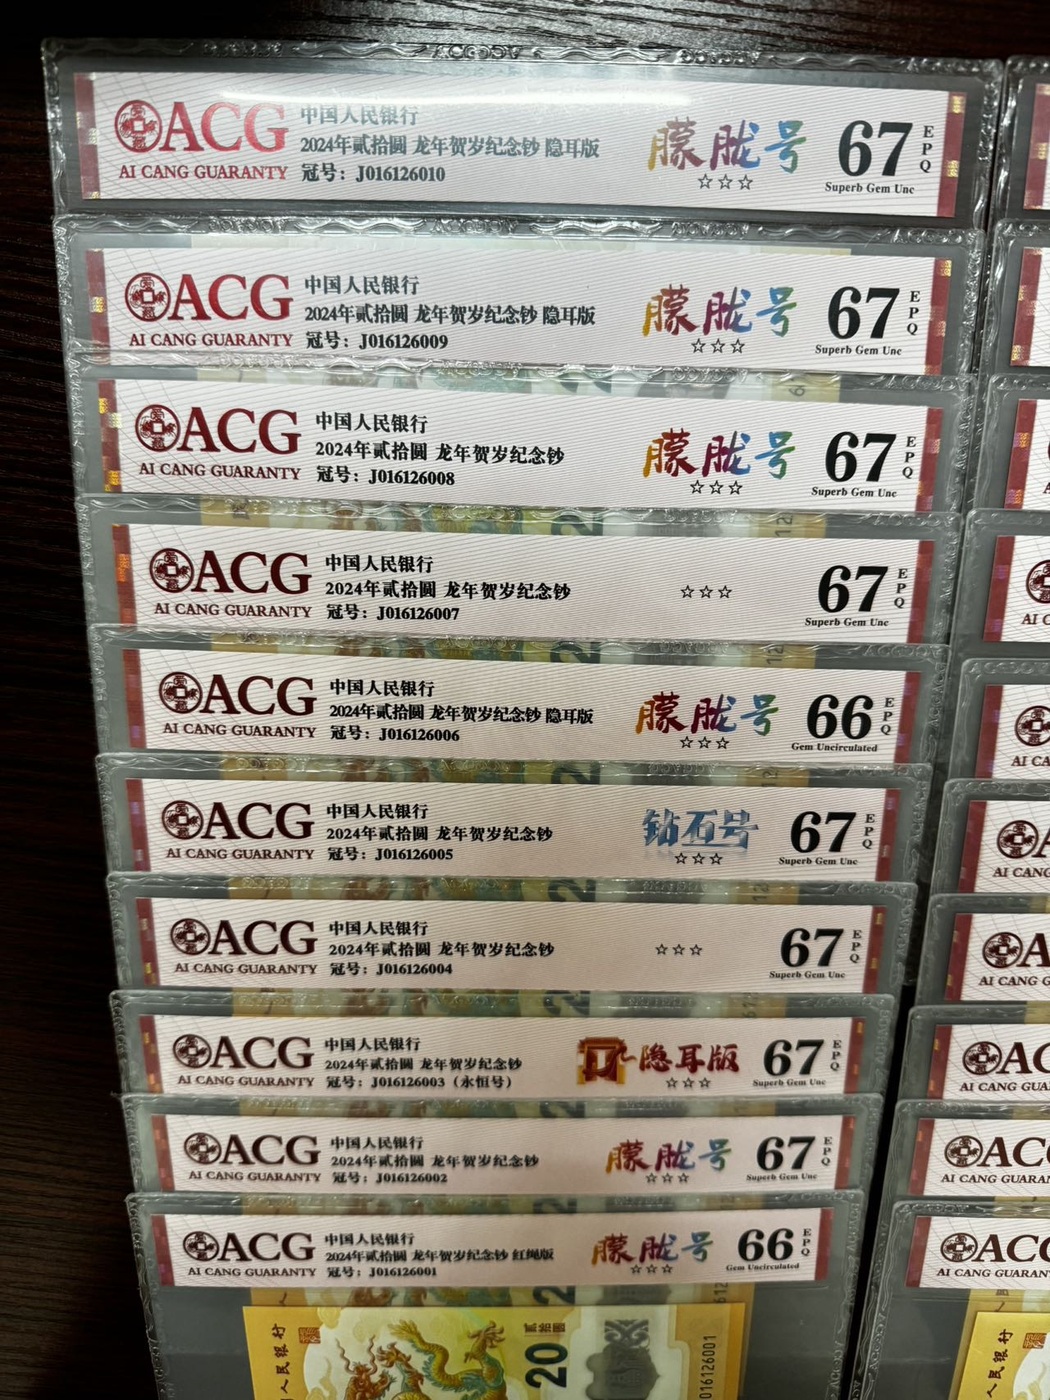 ACG
AI CANG GUARANTY
中国人民银行
2024年贰拾圆 龙年贺岁纪念钞 隐耳版
冠号：J016126010
朦胧号
☆☆☆
67
EPQ
Superb Gem Unc
ACG
AI CANG GUARANTY
中国人民银行
2024年贰拾圆 龙年贺岁纪念钞 隐耳版
冠号：J016126009
朦胧号
☆☆☆
67
EPQ
Superb Gem Unc
ACG
AI CANG GUARANTY
中国人民银行
2024年贰拾圆 龙年贺岁纪念钞
冠号：J016126008
朦胧号
☆☆☆
67
EPQ
Superb Gem Unc
ACG
AI CANG GUARANTY
中国人民银行
2024年贰拾圆 龙年贺岁纪念钞
冠号：J016126007
☆☆☆
67
EPQ
Superb Gem Unc
ACG
AI CANG GUARANTY
中国人民银行
2024年贰拾圆 龙年贺岁纪念钞 隐耳版
冠号：J016126006
朦胧号
☆☆☆
66
EPQ
Gem Uncirculated
ACG
AI CANG GUARANTY
中国人民银行
2024年贰拾圆 龙年贺岁纪念钞
冠号：J016126005
钻石号
☆☆☆
67
EPQ
Superb Gem Unc
ACG
AI CANG GUARANTY
中国人民银行
2024年贰拾圆 龙年贺岁纪念钞
冠号：J016126004
☆☆☆
67
EPQ
Superb Gem Unc
ACG
AI CANG GUARANTY
中国人民银行
2024年贰拾圆 龙年贺岁纪念钞
冠号：J016126003（永恒号）
隐耳版
☆☆☆
67
EPQ
Superb Gem Unc
ACG
AI CANG GUARANTY
中国人民银行
2024年贰拾圆 龙年贺岁纪念钞
冠号：J016126002
朦胧号
☆☆☆
67
EPQ
Superb Gem Unc
ACG
AI CANG GUARANTY
中国人民银行
2024年贰拾圆 龙年贺岁纪念钞 红绳版
冠号：J016126001
朦胧号
☆☆☆
66
EPQ
Gem Uncirculated
人民银行
贰拾圆
20
016126001
人民银行